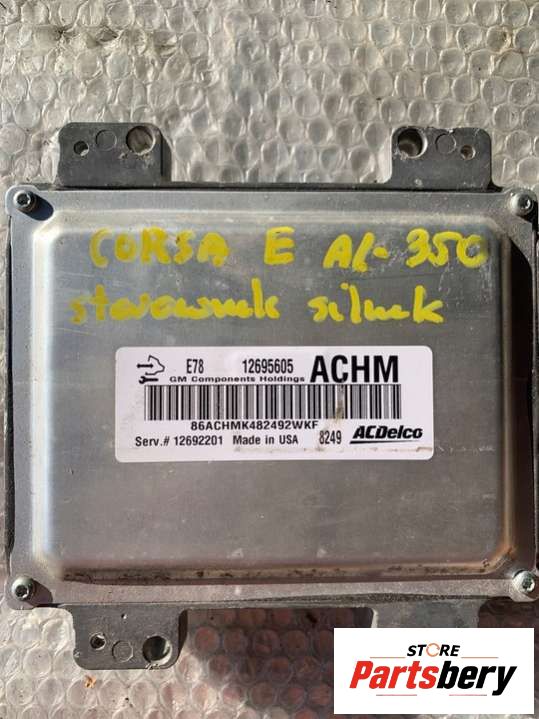 CORSA E AL-350
sterownik silnik
E78 12695605 ACHM
GM Components Holdings
86ACHMK482492WKF
Serv.# 12692201 Made in USA 8249 ACDelco
STORE
Partsbery